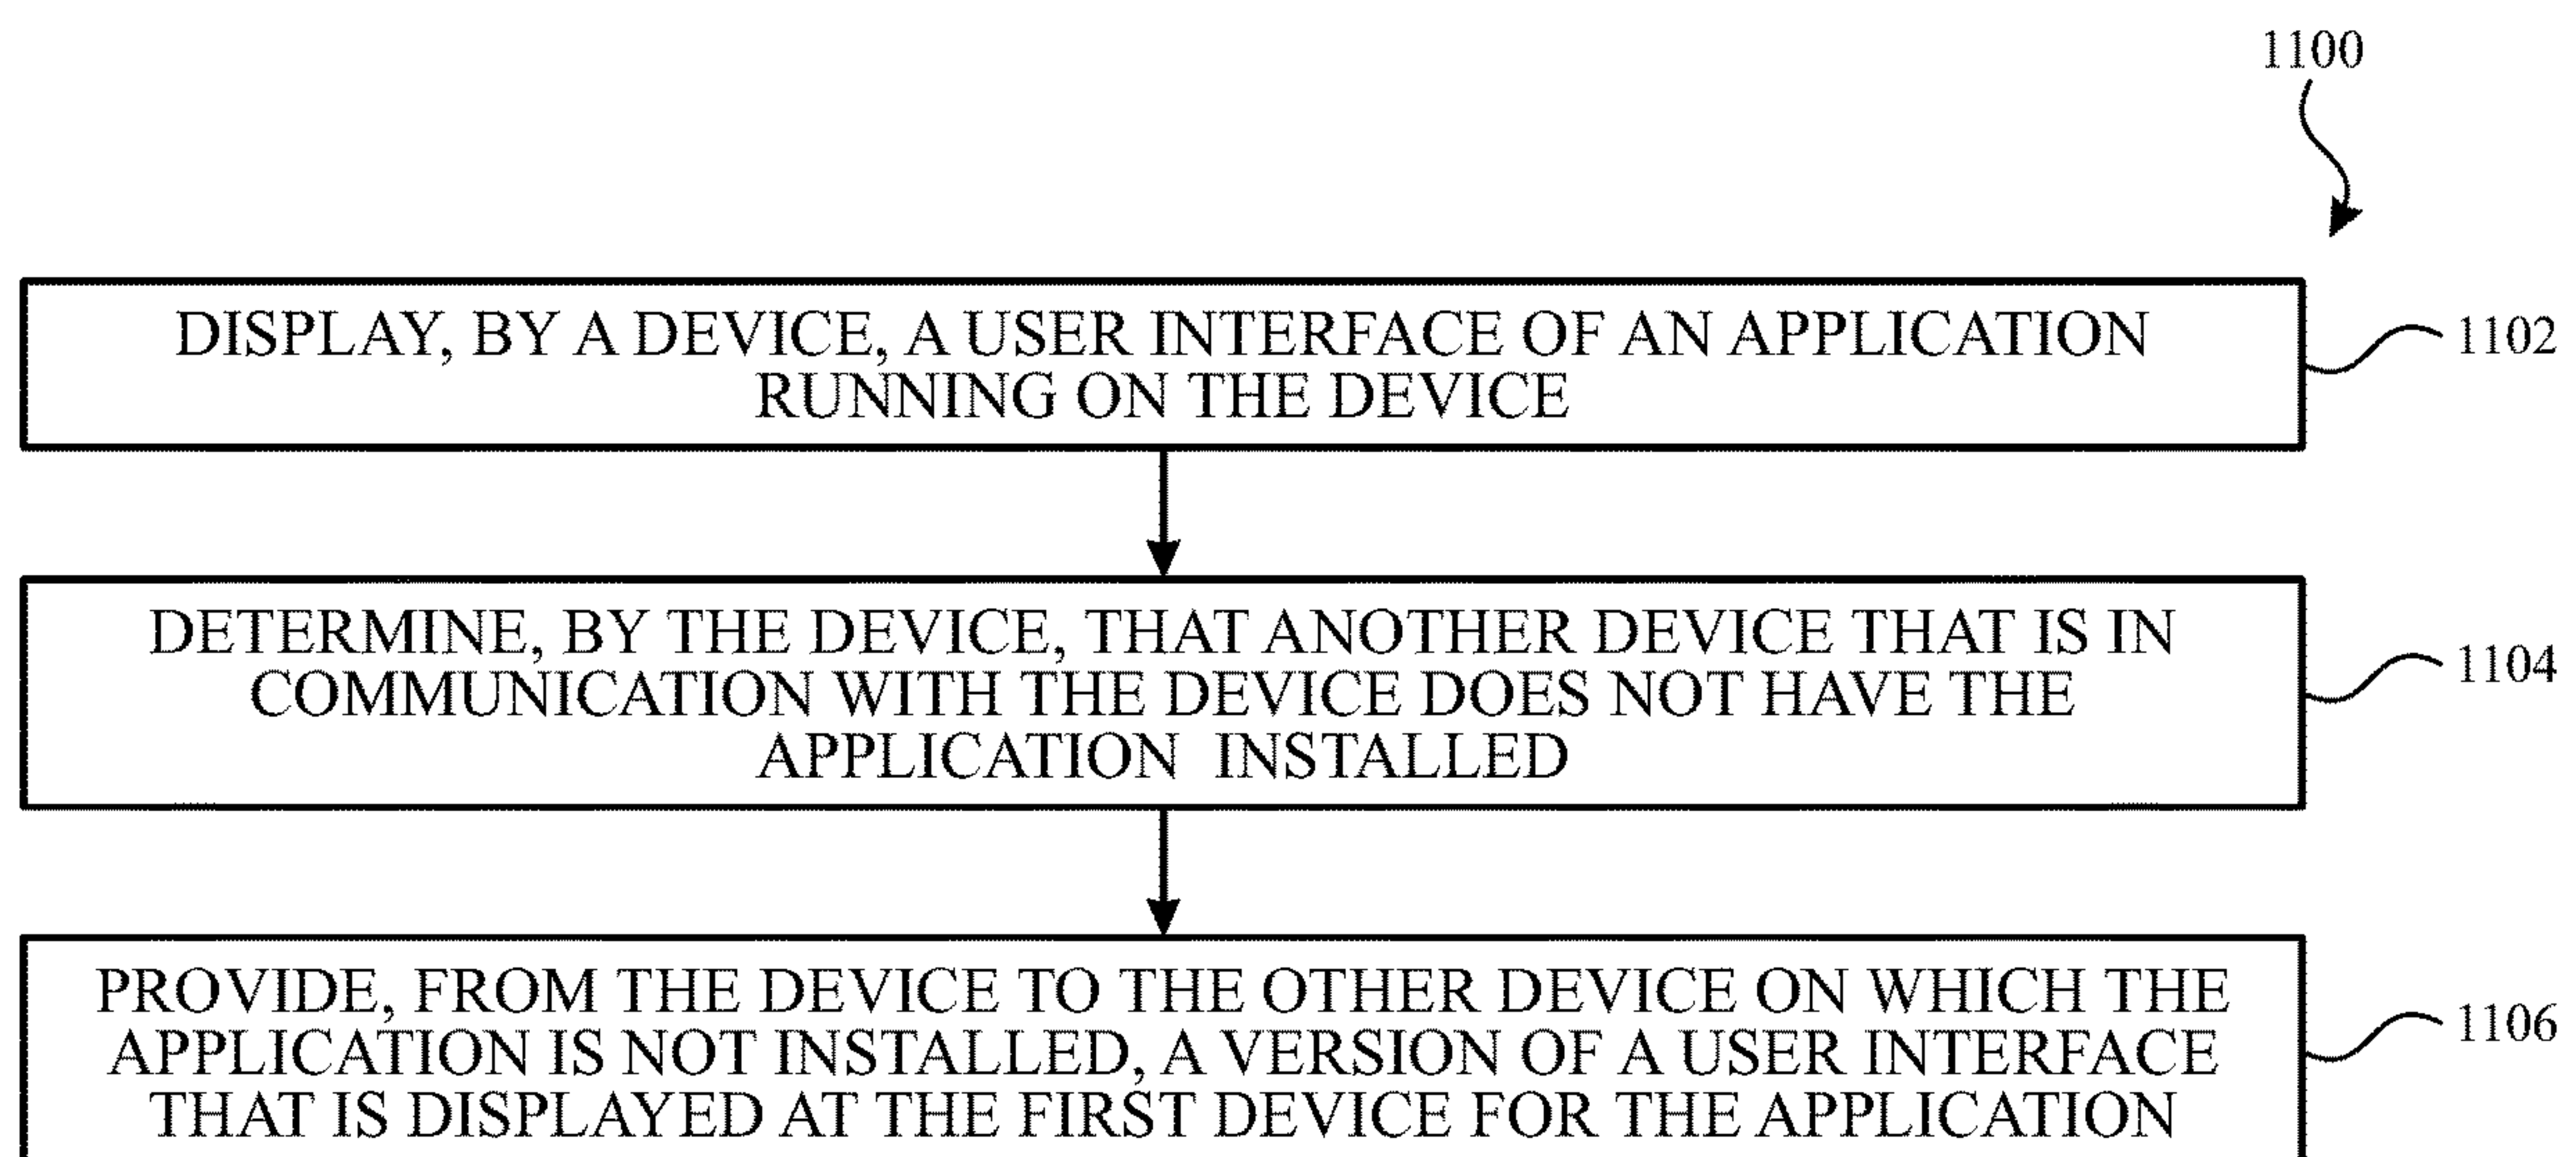 1100
DISPLAY, BY A DEVICE, A USER INTERFACE OF AN APPLICATION
RUNNING ON THE DEVICE
1102
DETERMINE, BY THE DEVICE, THAT ANOTHER DEVICE THAT IS IN
COMMUNICATION WITH THE DEVICE DOES NOT HAVE THE
APPLICATION INSTALLED
1104
PROVIDE, FROM THE DEVICE TO THE OTHER DEVICE ON WHICH THE
APPLICATION IS NOT INSTALLED, A VERSION OF A USER INTERFACE
THAT IS DISPLAYED AT THE FIRST DEVICE FOR THE APPLICATION
1106